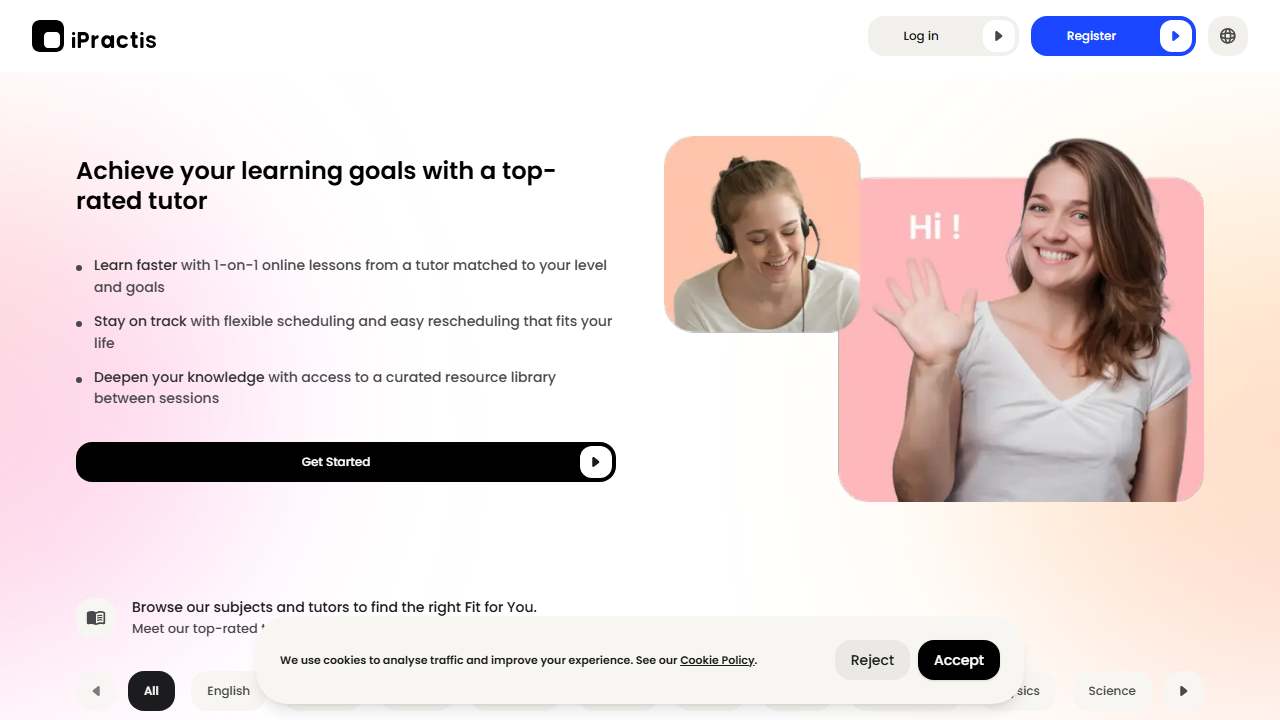 iPractis
Log in
Register
Achieve your learning goals with a top-
rated tutor
Learn faster with 1-on-1 online lessons from a tutor matched to your level
and goals
Stay on track with flexible scheduling and easy rescheduling that fits your
life
Deepen your knowledge with access to a curated resource library
between sessions
Get Started
Hi !
Browse our subjects and tutors to find the right Fit for You.
Meet our top-rated
We use cookies to analyse traffic and improve your experience. See our Cookie Policy.
Reject
Accept
All
English
Science